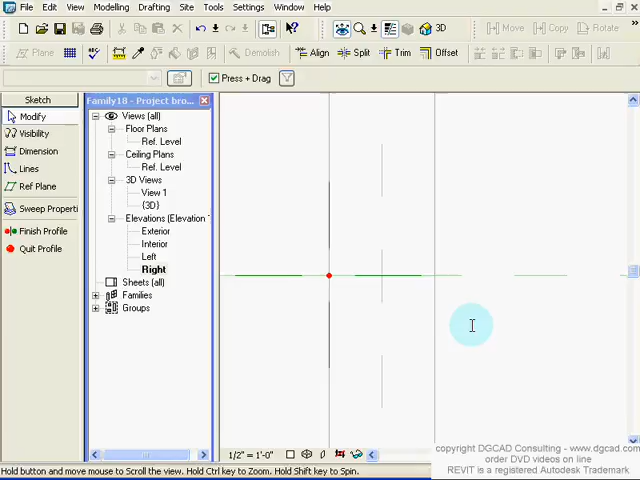 File Edit View Modelling Drafting Site Tools Settings Window Help
3D Move Copy Rotate
Plane Demolish Align Split Trim Offset
Press + Drag
Sketch
Modify
Visibility
Dimension
Lines
Ref Plane
Sweep Properti
Finish Profile
Quit Profile
Family18 - Project bro...
Views (all)
Floor Plans
Ref. Level
Ceiling Plans
Ref. Level
3D Views
View 1
{3D}
Elevations (Elevation
Exterior
Interior
Left
Right
Sheets (all)
Families
Groups
1/2" = 1'-0"
Hold button and move mouse to Scroll the view. Hold Ctrl key to Zoom. Hold Shift key to Spin.
copyright DGCAD Consulting - www.dgcad.com
order DVD videos on line
REVIT is a registered Autodesk Trademark